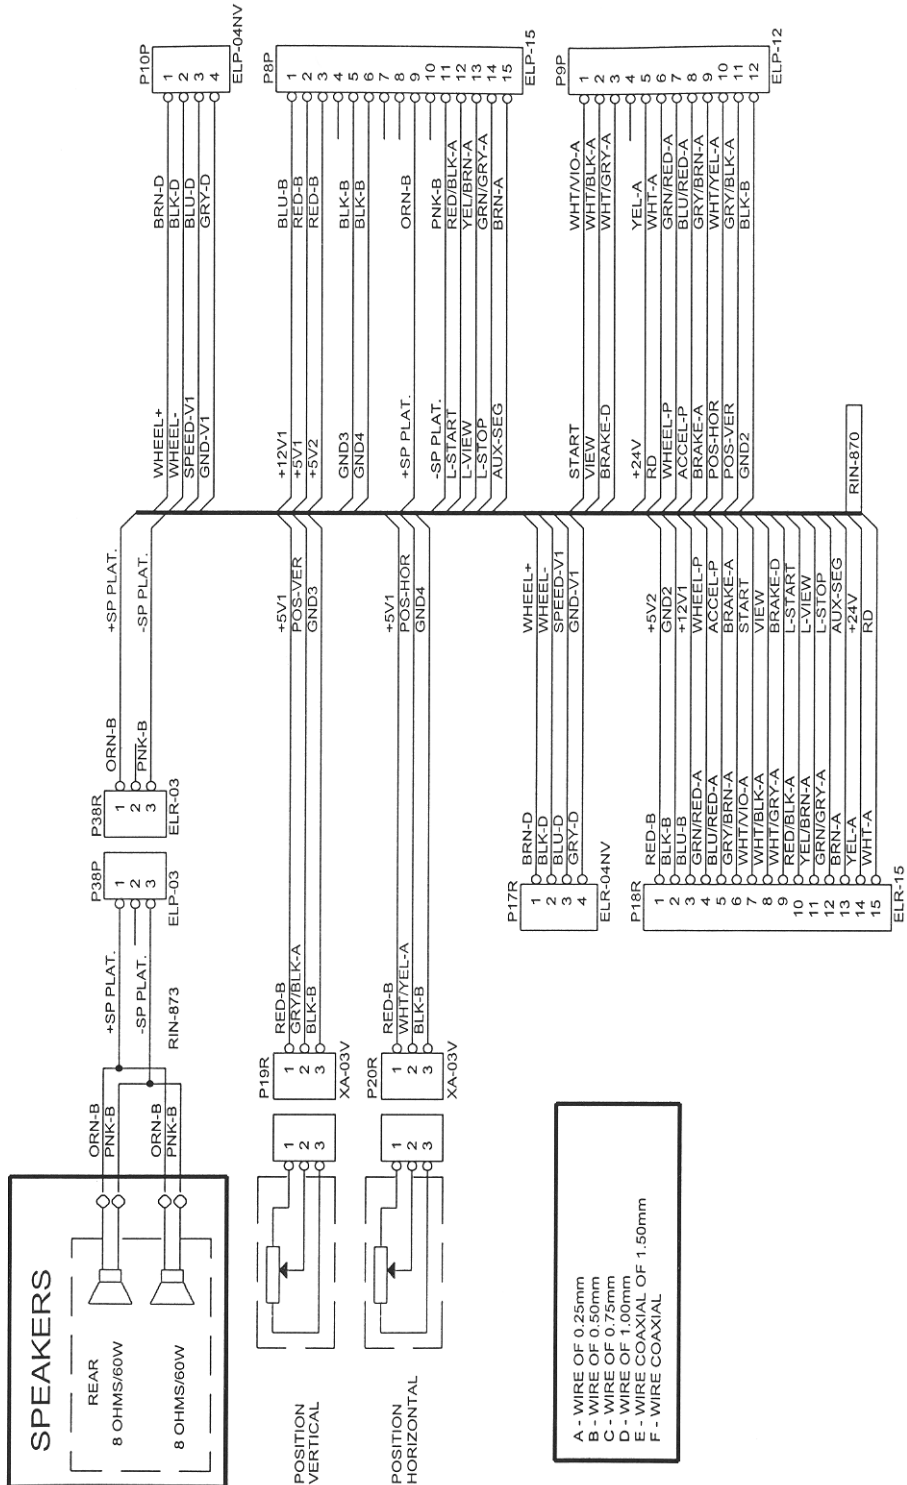 SPEAKERS
REAR
8 OHMS/60W
8 OHMS/60W
ORN-B
PNK-B
ORN-B
PNK-B
+SP PLAT.
-SP PLAT.
RIN-873
P38P
1
2
3
ELP-03
P38R
1
2
3
ELR-03
ORN-B
PNK-B
+SP PLAT.
-SP PLAT.
P10P
1
2
3
4
ELP-04NV
BRN-D
BLK-D
BLU-D
GRY-D
WHEEL+
WHEEL-
SPEED-V1
GND-V1
POSITION
VERTICAL
1
2
3
P19R
1
2
3
XA-03V
RED-B
GRY/BLK-A
BLK-B
+5V1
POS-VER
GND3
POSITION
HORIZONTAL
1
2
3
P20R
1
2
3
XA-03V
RED-B
WHT/YEL-A
BLK-B
+5V1
POS-HOR
GND4
P8P
1
2
3
4
5
6
7
8
9
10
11
12
13
14
15
ELP-15
BLU-B
RED-B
RED-B
BLK-B
BLK-B
ORN-B
PNK-B
RED/BLK-A
YEL/BRN-A
GRN/GRY-A
BRN-A
+12V1
+5V1
+5V2
GND3
GND4
+SP PLAT.
-SP PLAT.
L-START
L-VIEW
L-STOP
AUX-SEG
P17R
1
2
3
4
ELR-04NV
BRN-D
BLK-D
BLU-D
GRY-D
WHEEL+
WHEEL-
SPEED-V1
GND-V1
P9P
1
2
3
4
5
6
7
8
9
10
11
12
ELP-12
WHT/VIO-A
WHT/BLK-A
WHT/GRY-A
YEL-A
WHT-A
GRN/RED-A
BLU/RED-A
GRY/BRN-A
WHT/YEL-A
GRY/BLK-A
BLK-B
START
VIEW
BRAKE-D
+24V
RD
WHEEL-P
ACCEL-P
BRAKE-A
POS-HOR
POS-VER
GND2
RIN-870
P18R
1
2
3
4
5
6
7
8
9
10
11
12
13
14
15
ELR-15
RED-B
BLK-B
BLU-B
GRN/RED-A
BLU/RED-A
GRY/BRN-A
WHT/VIO-A
WHT/BLK-A
WHT/GRY-A
RED/BLK-A
YEL/BRN-A
GRN/GRY-A
BRN-A
YEL-A
WHT-A
+5V2
GND2
+12V1
WHEEL-P
ACCEL-P
BRAKE-A
START
VIEW
BRAKE-D
L-START
L-VIEW
L-STOP
AUX-SEG
+24V
RD
A - WIRE OF 0.25mm
B - WIRE OF 0.50mm
C - WIRE OF 0.75mm
D - WIRE OF 1.00mm
E - WIRE COAXIAL OF 1.50mm
F - WIRE COAXIAL